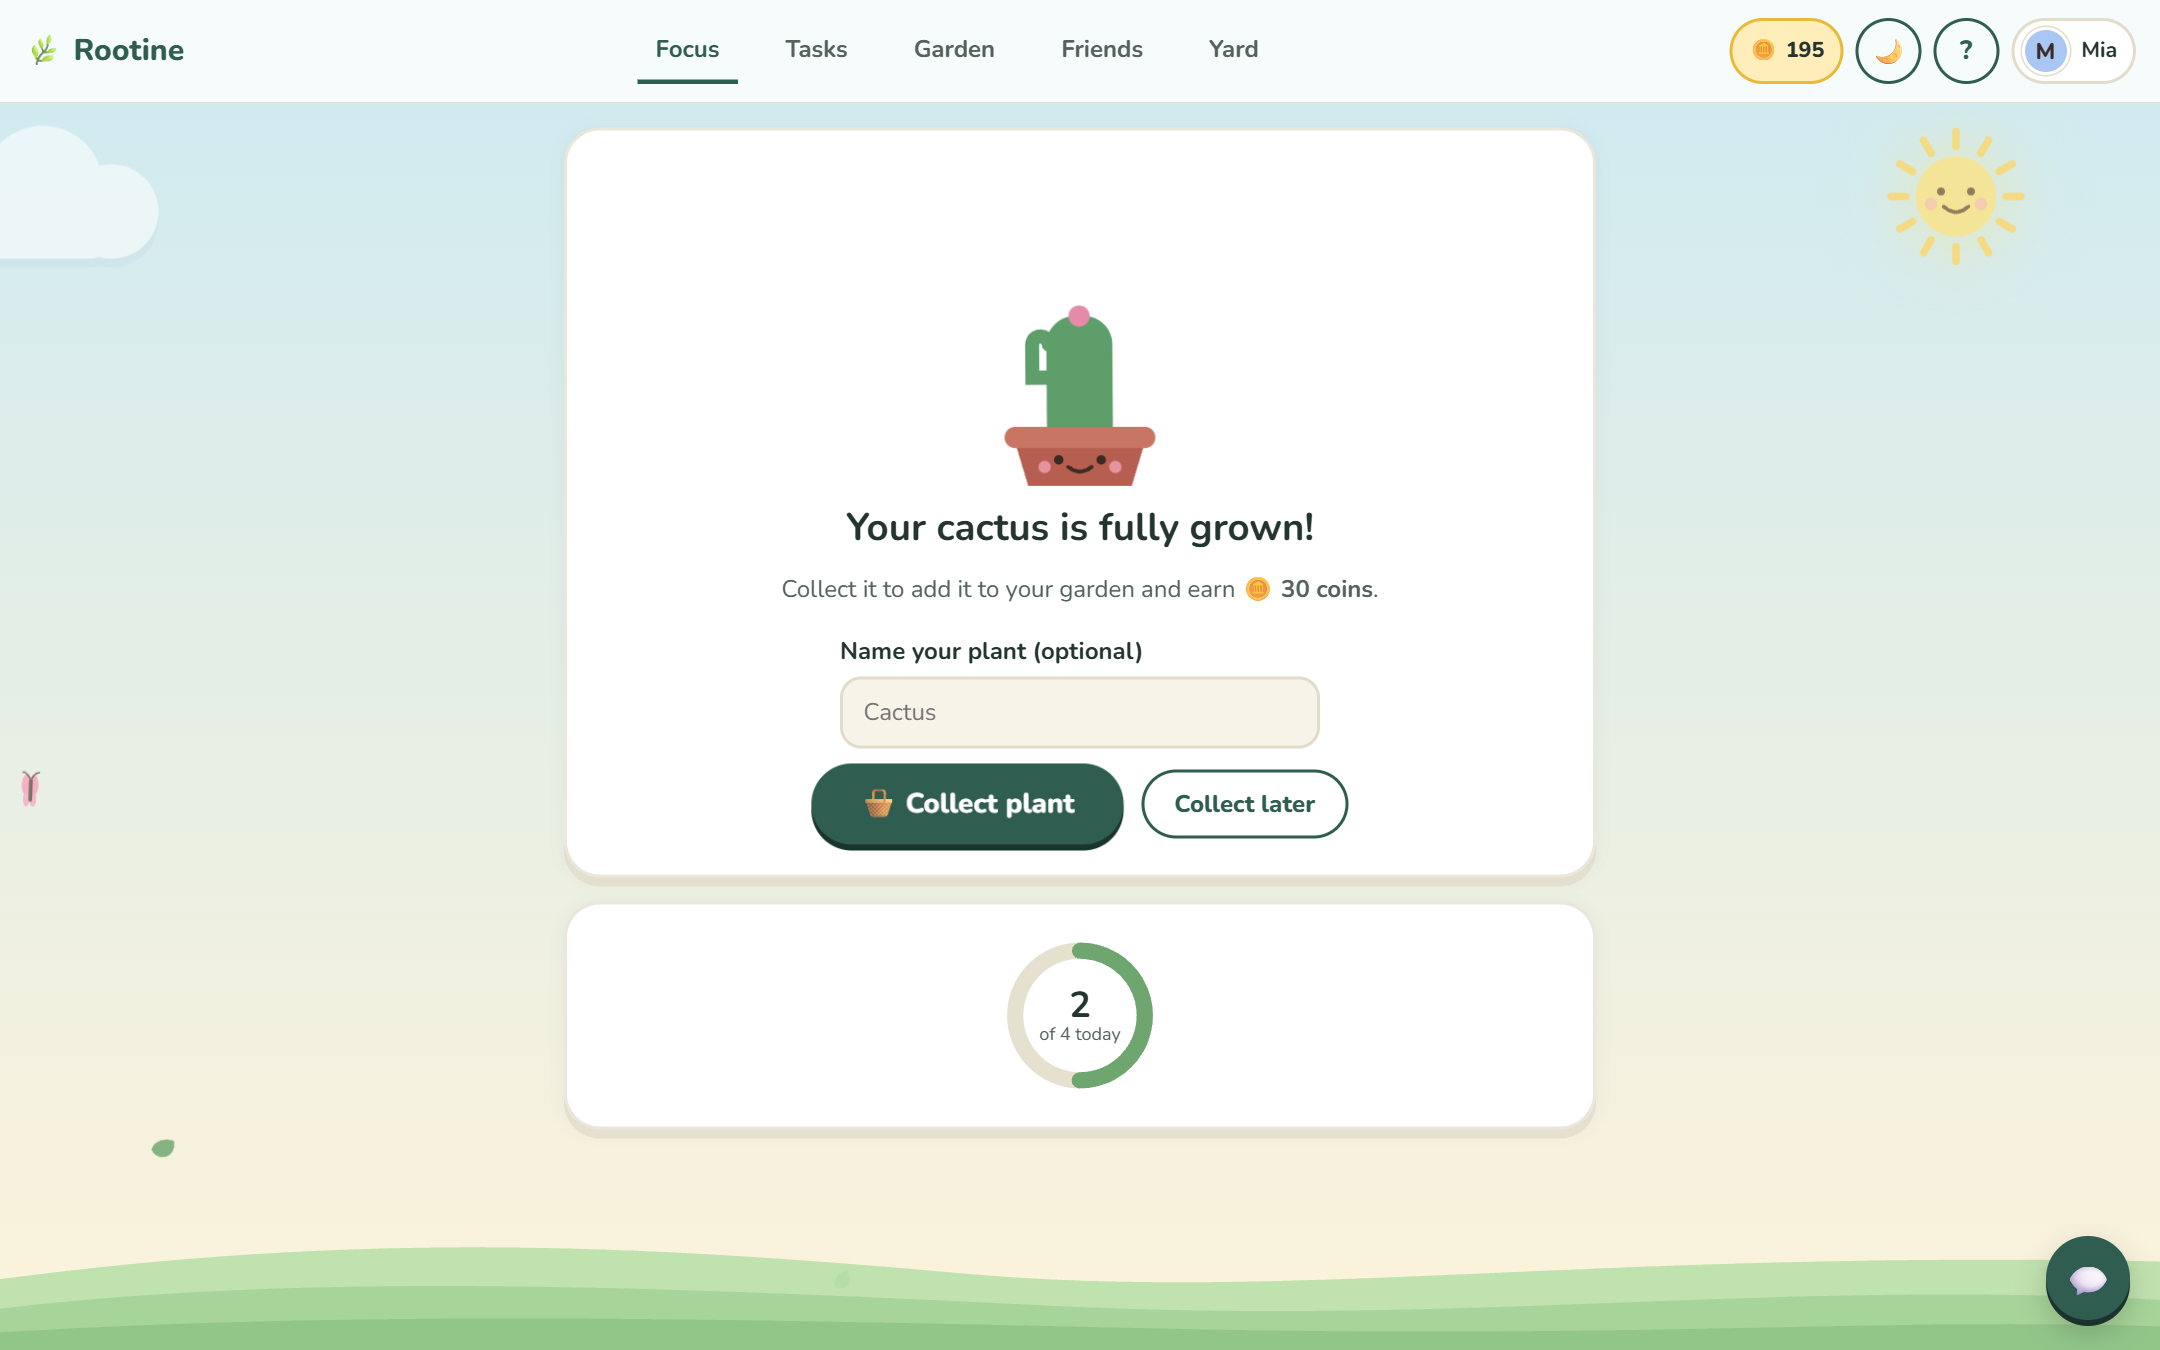 Rootine
Focus
Tasks
Garden
Friends
Yard
195
?
M
Mia
Your cactus is fully grown!
Collect it to add it to your garden and earn 30 coins.
Name your plant (optional)
Cactus
Collect plant
Collect later
2
of 4 today